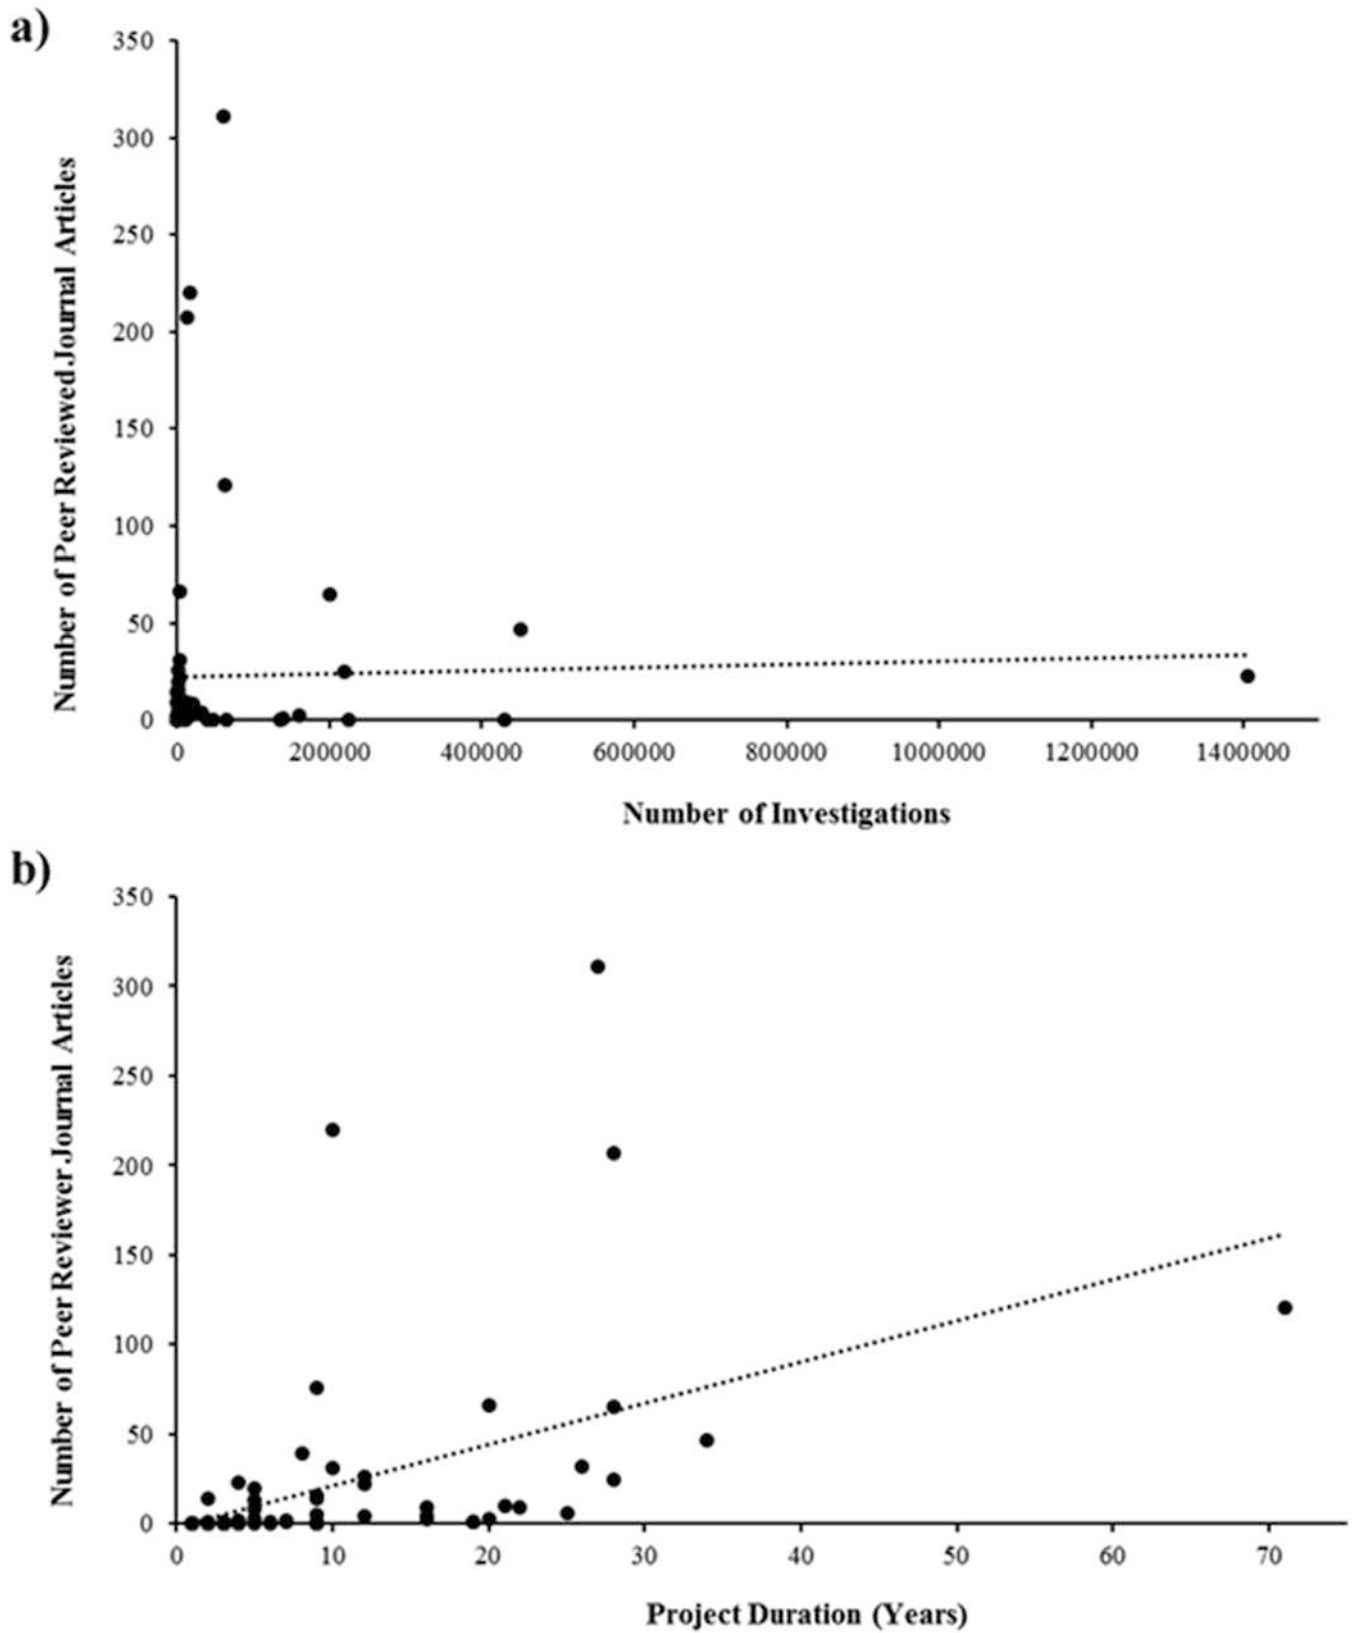 a)
350
300
250
200
150
100
50
0
Number of Peer Reviewed Journal Articles
0 200000 400000 600000 800000 1000000 1200000 1400000
Number of Investigations
b)
350
300
250
200
150
100
50
0
Number of Peer Reviewer Journal Articles
0 10 20 30 40 50 60 70
Project Duration (Years)